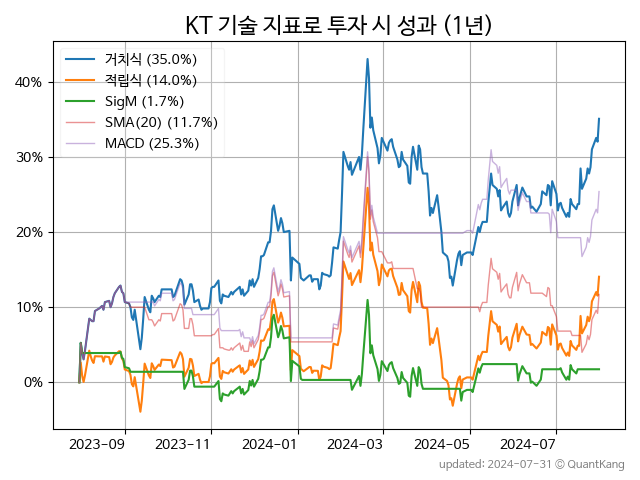 KT 기술 지표로 투자 시 성과 (1년)
거치식 (35.0%)
적립식 (14.0%)
SigM (1.7%)
SMA(20) (11.7%)
MACD (25.3%)
40%
30%
20%
10%
0%
2023-09 2023-11 2024-01 2024-03 2024-05 2024-07
updated: 2024-07-31 © QuantKang